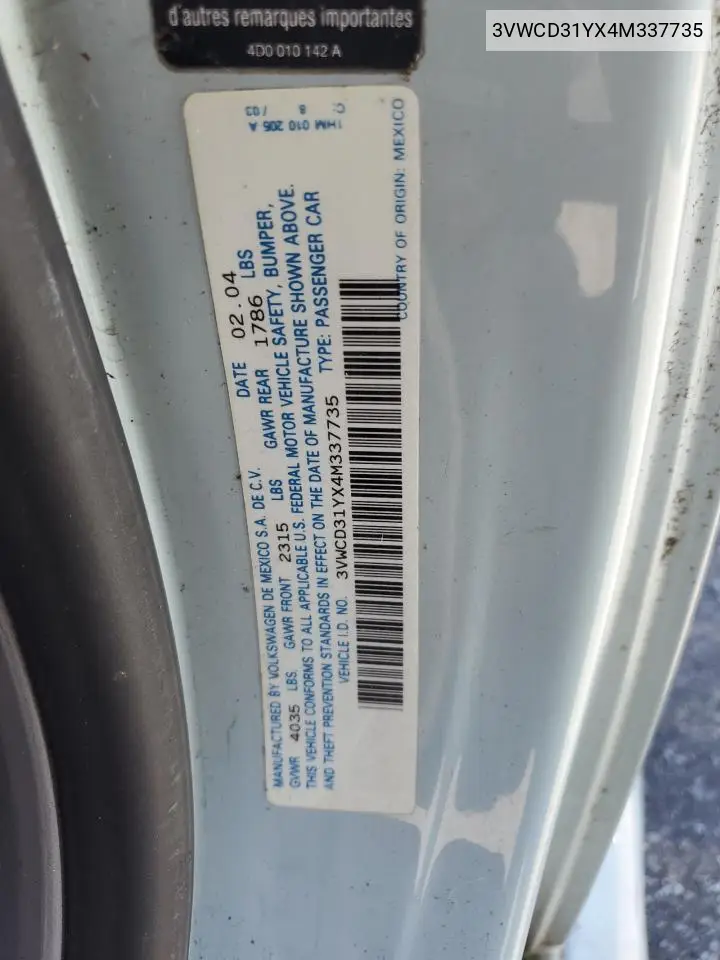 3VWCD31YX4M337735
d'autres remarques importantes
4D0 010 142 A
MANUFACTURED BY VOLKSWAGEN DE MEXICO S.A. DE C.V. DATE 02.04
GVWR 4035 LBS. GAWR FRONT 2315 LBS GAWR REAR 1786 LBS
THIS VEHICLE CONFORMS TO ALL APPLICABLE U.S. FEDERAL MOTOR VEHICLE SAFETY, BUMPER,
AND THEFT PREVENTION STANDARDS IN EFFECT ON THE DATE OF MANUFACTURE SHOWN ABOVE.
VEHICLE I.D. NO. 3VWCD31YX4M337735 TYPE: PASSENGER CAR
COUNTRY OF ORIGIN: MEXICO
1HM 010 205 A
8 / 03